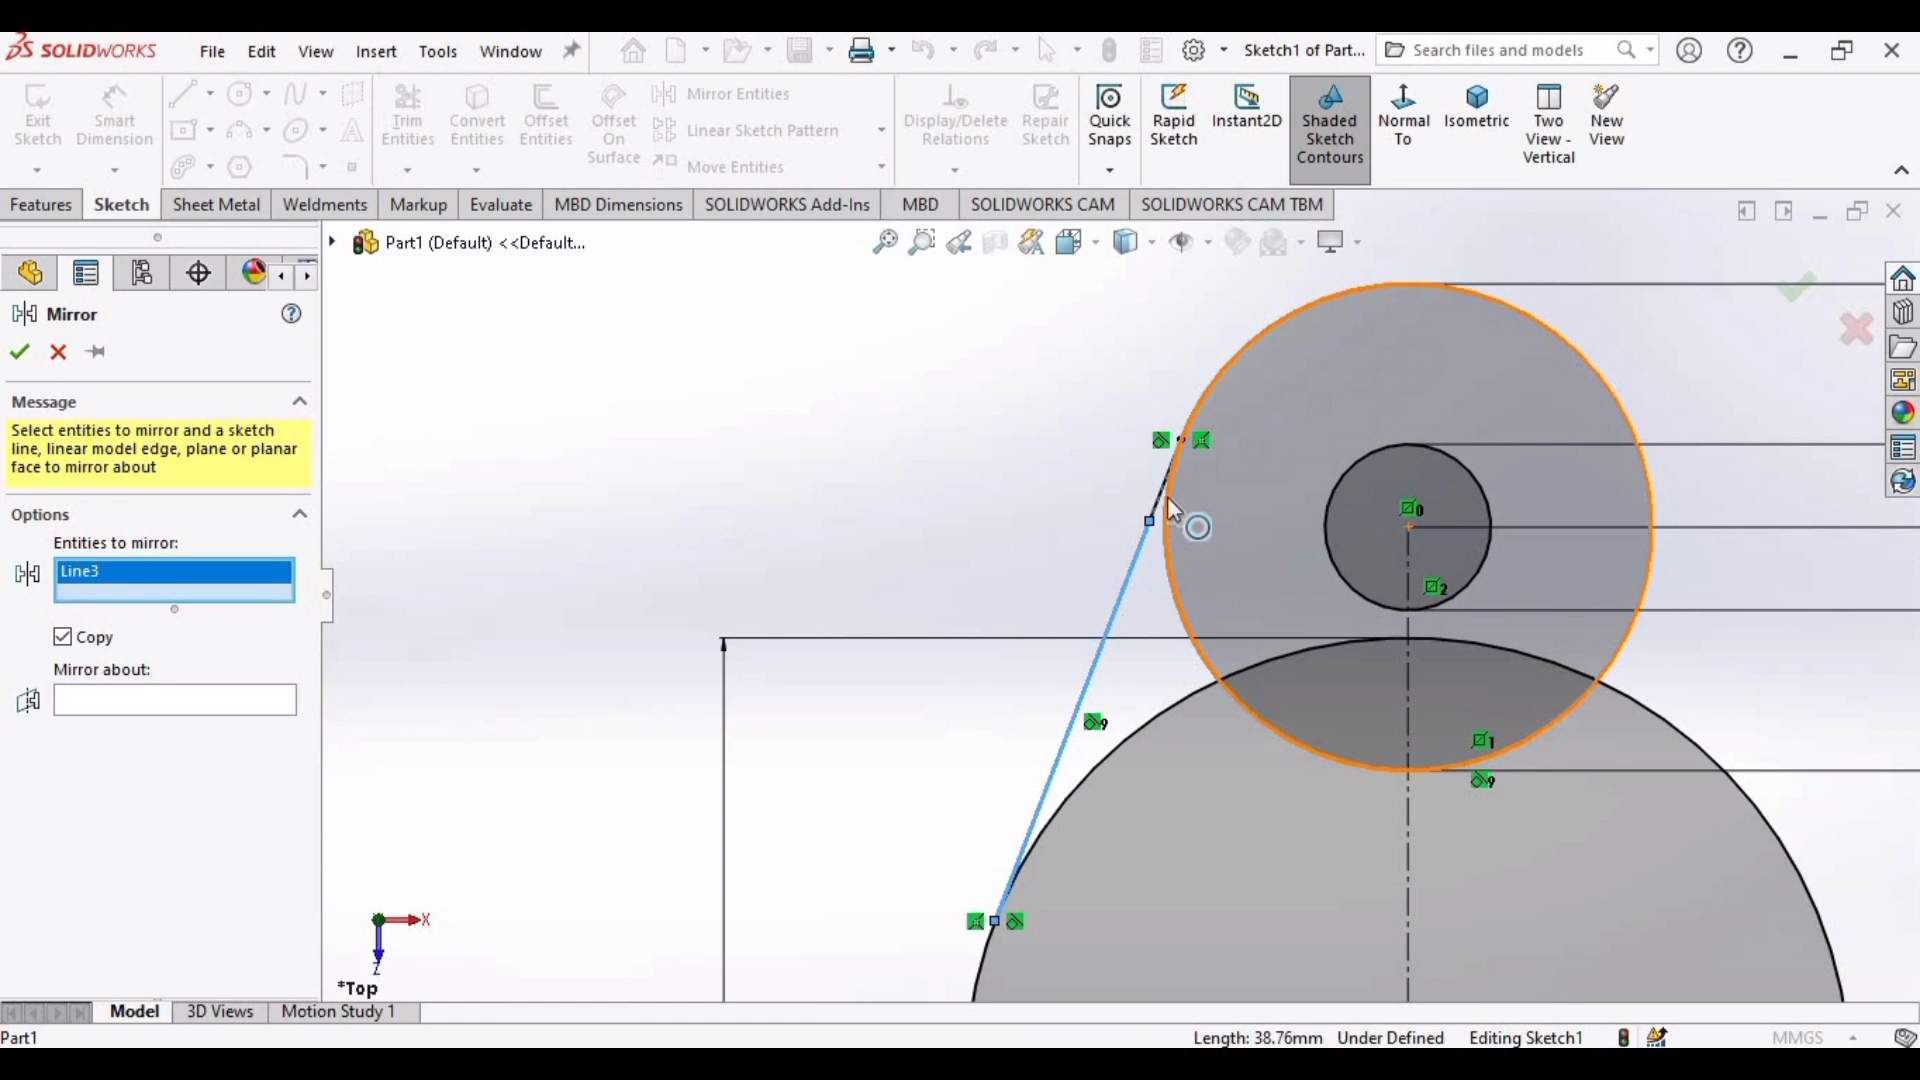 SOLIDWORKS File Edit View Insert Tools Window Sketch1 of Part... Search files and models
Exit Sketch
Smart Dimension
Trim Entities
Convert Entities
Offset Entities
Offset On Surface
Mirror Entities
Linear Sketch Pattern
Move Entities
Display/Delete Relations
Repair Sketch
Quick Snaps
Rapid Sketch
Instant2D
Shaded Sketch Contours
Normal To
Isometric
Two View - Vertical
New View
Features Sketch Sheet Metal Weldments Markup Evaluate MBD Dimensions SOLIDWORKS Add-Ins MBD SOLIDWORKS CAM SOLIDWORKS CAM TBM
Part1 (Default) <<Default...
Mirror
Message
Select entities to mirror and a sketch
line, linear model edge, plane or planar
face to mirror about
Options
Entities to mirror:
Line3
Copy
Mirror about:
0
2
9
1
9
X
Z
*Top
Model 3D Views Motion Study 1
Part1 Length: 38.76mm Under Defined Editing Sketch1 MMGS